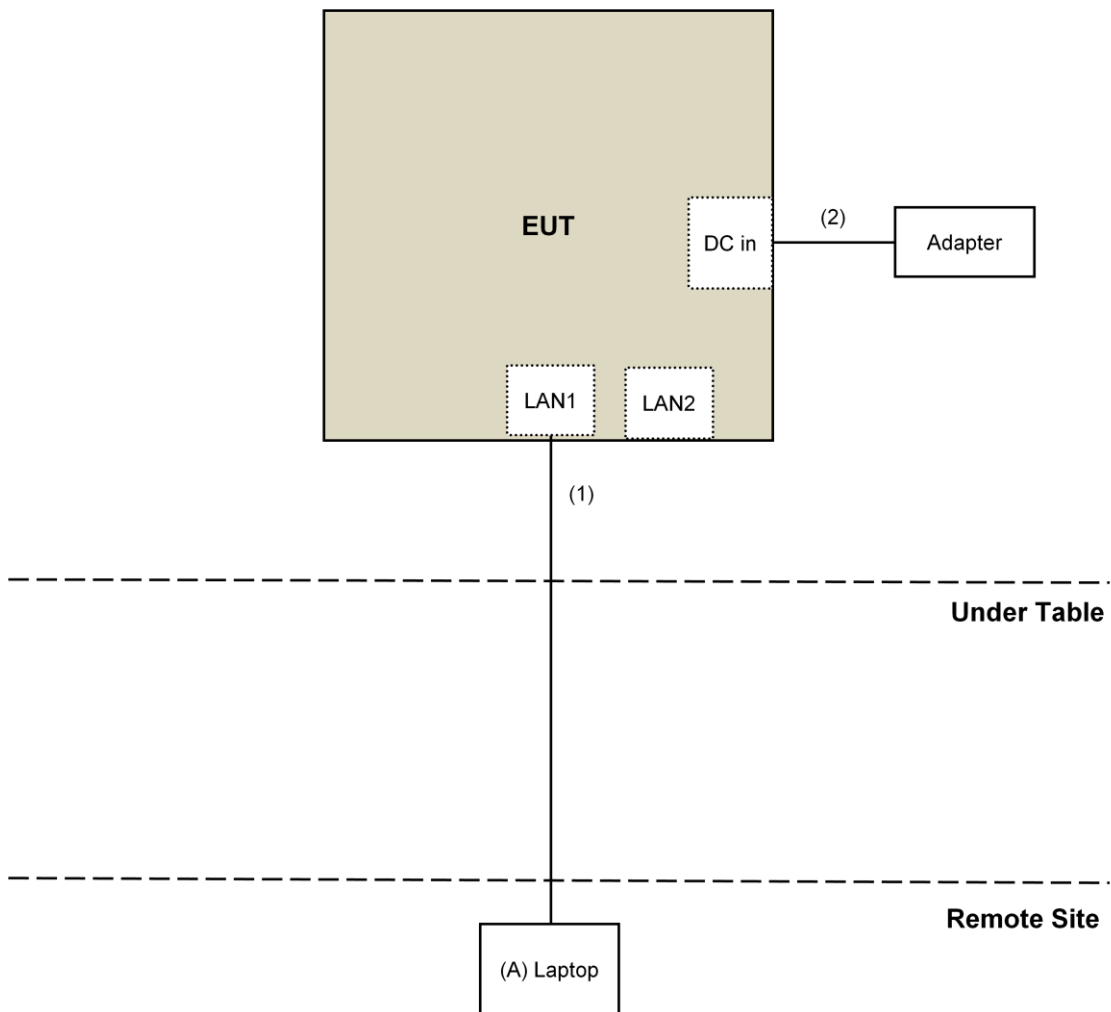 EUT
DC in
(2)
Adapter
LAN1
LAN2
(1)
Under Table
Remote Site
(A) Laptop